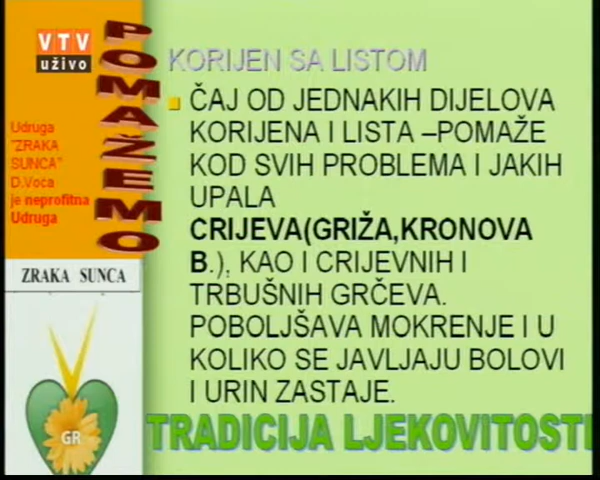 VTV
uživo
POMAŽEMO
Udruga
"ZRAKA
SUNCA"
D.Voca
je neprofitna
Udruga
ZRAKA SUNCA
GR
KORIJEN SA LISTOM
ČAJ OD JEDNAKIH DIJELOVA
KORIJENA I LISTA –POMAŽE
KOD SVIH PROBLEMA I JAKIH
UPALA
CRIJEVA(GRIŽA,KRONOVA
B.), KAO I CRIJEVNIH I
TRBUŠNIH GRČEVA.
POBOLJŠAVA MOKRENJE I U
KOLIKO SE JAVLJAJU BOLOVI
I URIN ZASTAJE.
TRADICIJA LJEKOVITOSTI